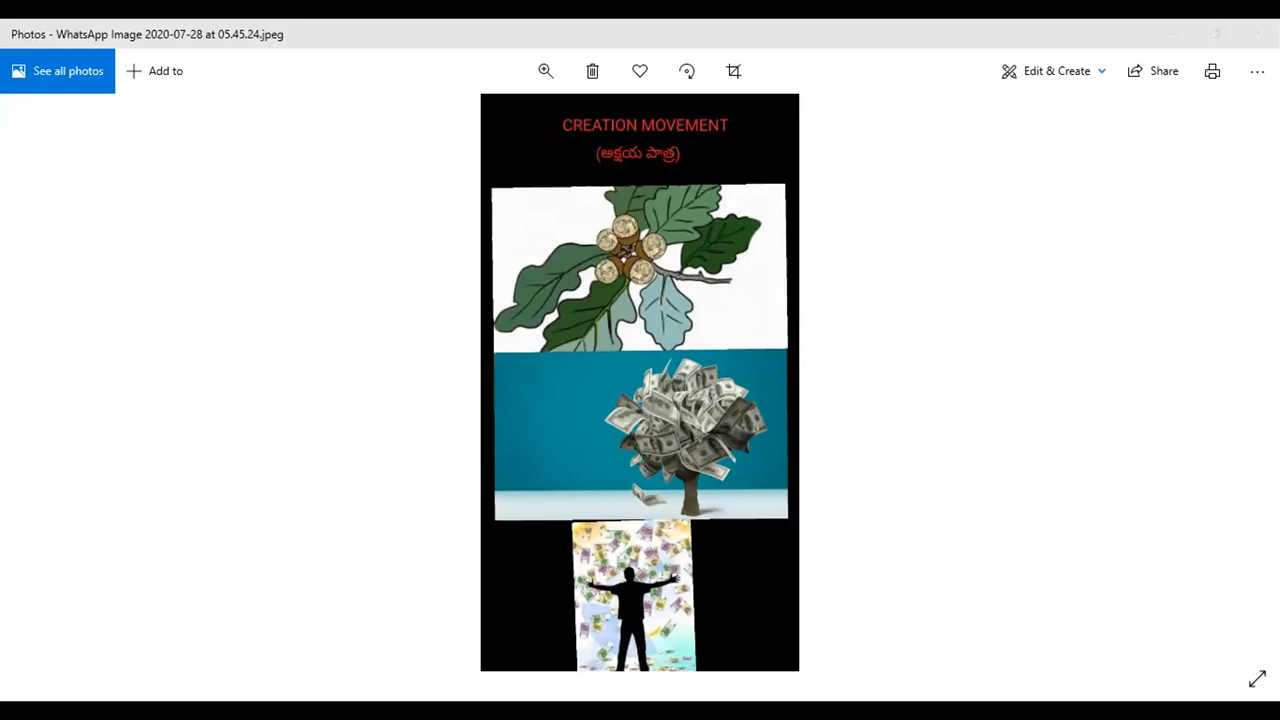 Photos - WhatsApp Image 2020-07-28 at 05.45.24.jpeg
See all photos
Add to
Edit & Create
Share
CREATION MOVEMENT
(అక్షయ పాత్ర)